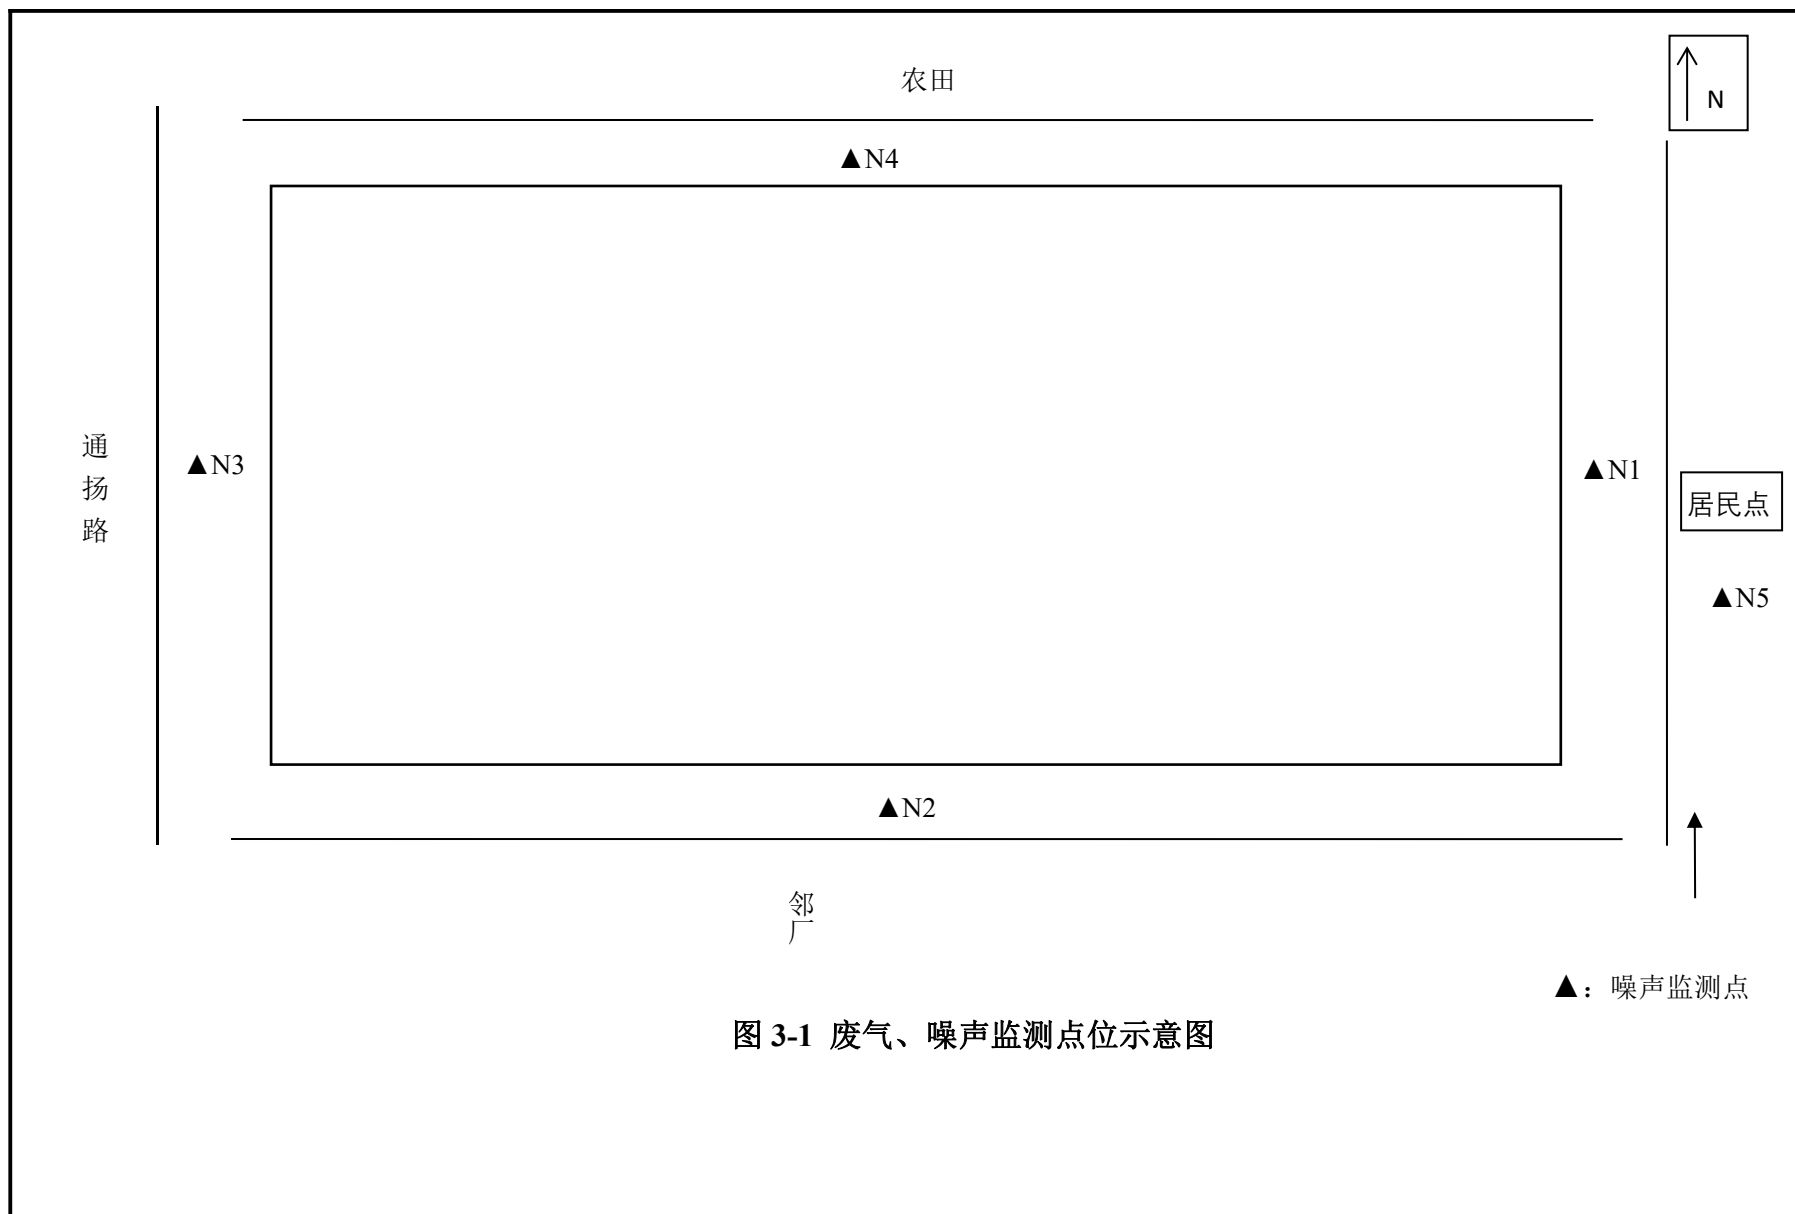 农田
N
▲N4
通
扬
路
▲N3
▲N1
居民点
▲N5
▲N2
邻
厂
▲：噪声监测点
图 3-1 废气、噪声监测点位示意图